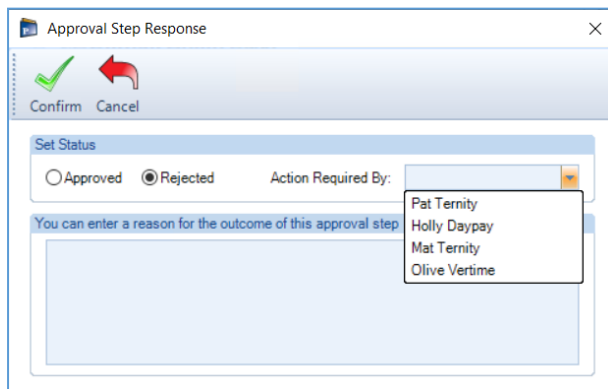 Approval Step Response
Confirm Cancel
Set Status
Approved Rejected Action Required By:
Pat Ternity
You can enter a reason for the outcome of this approval step
Holly Daypay
Mat Ternity
Olive Vertime